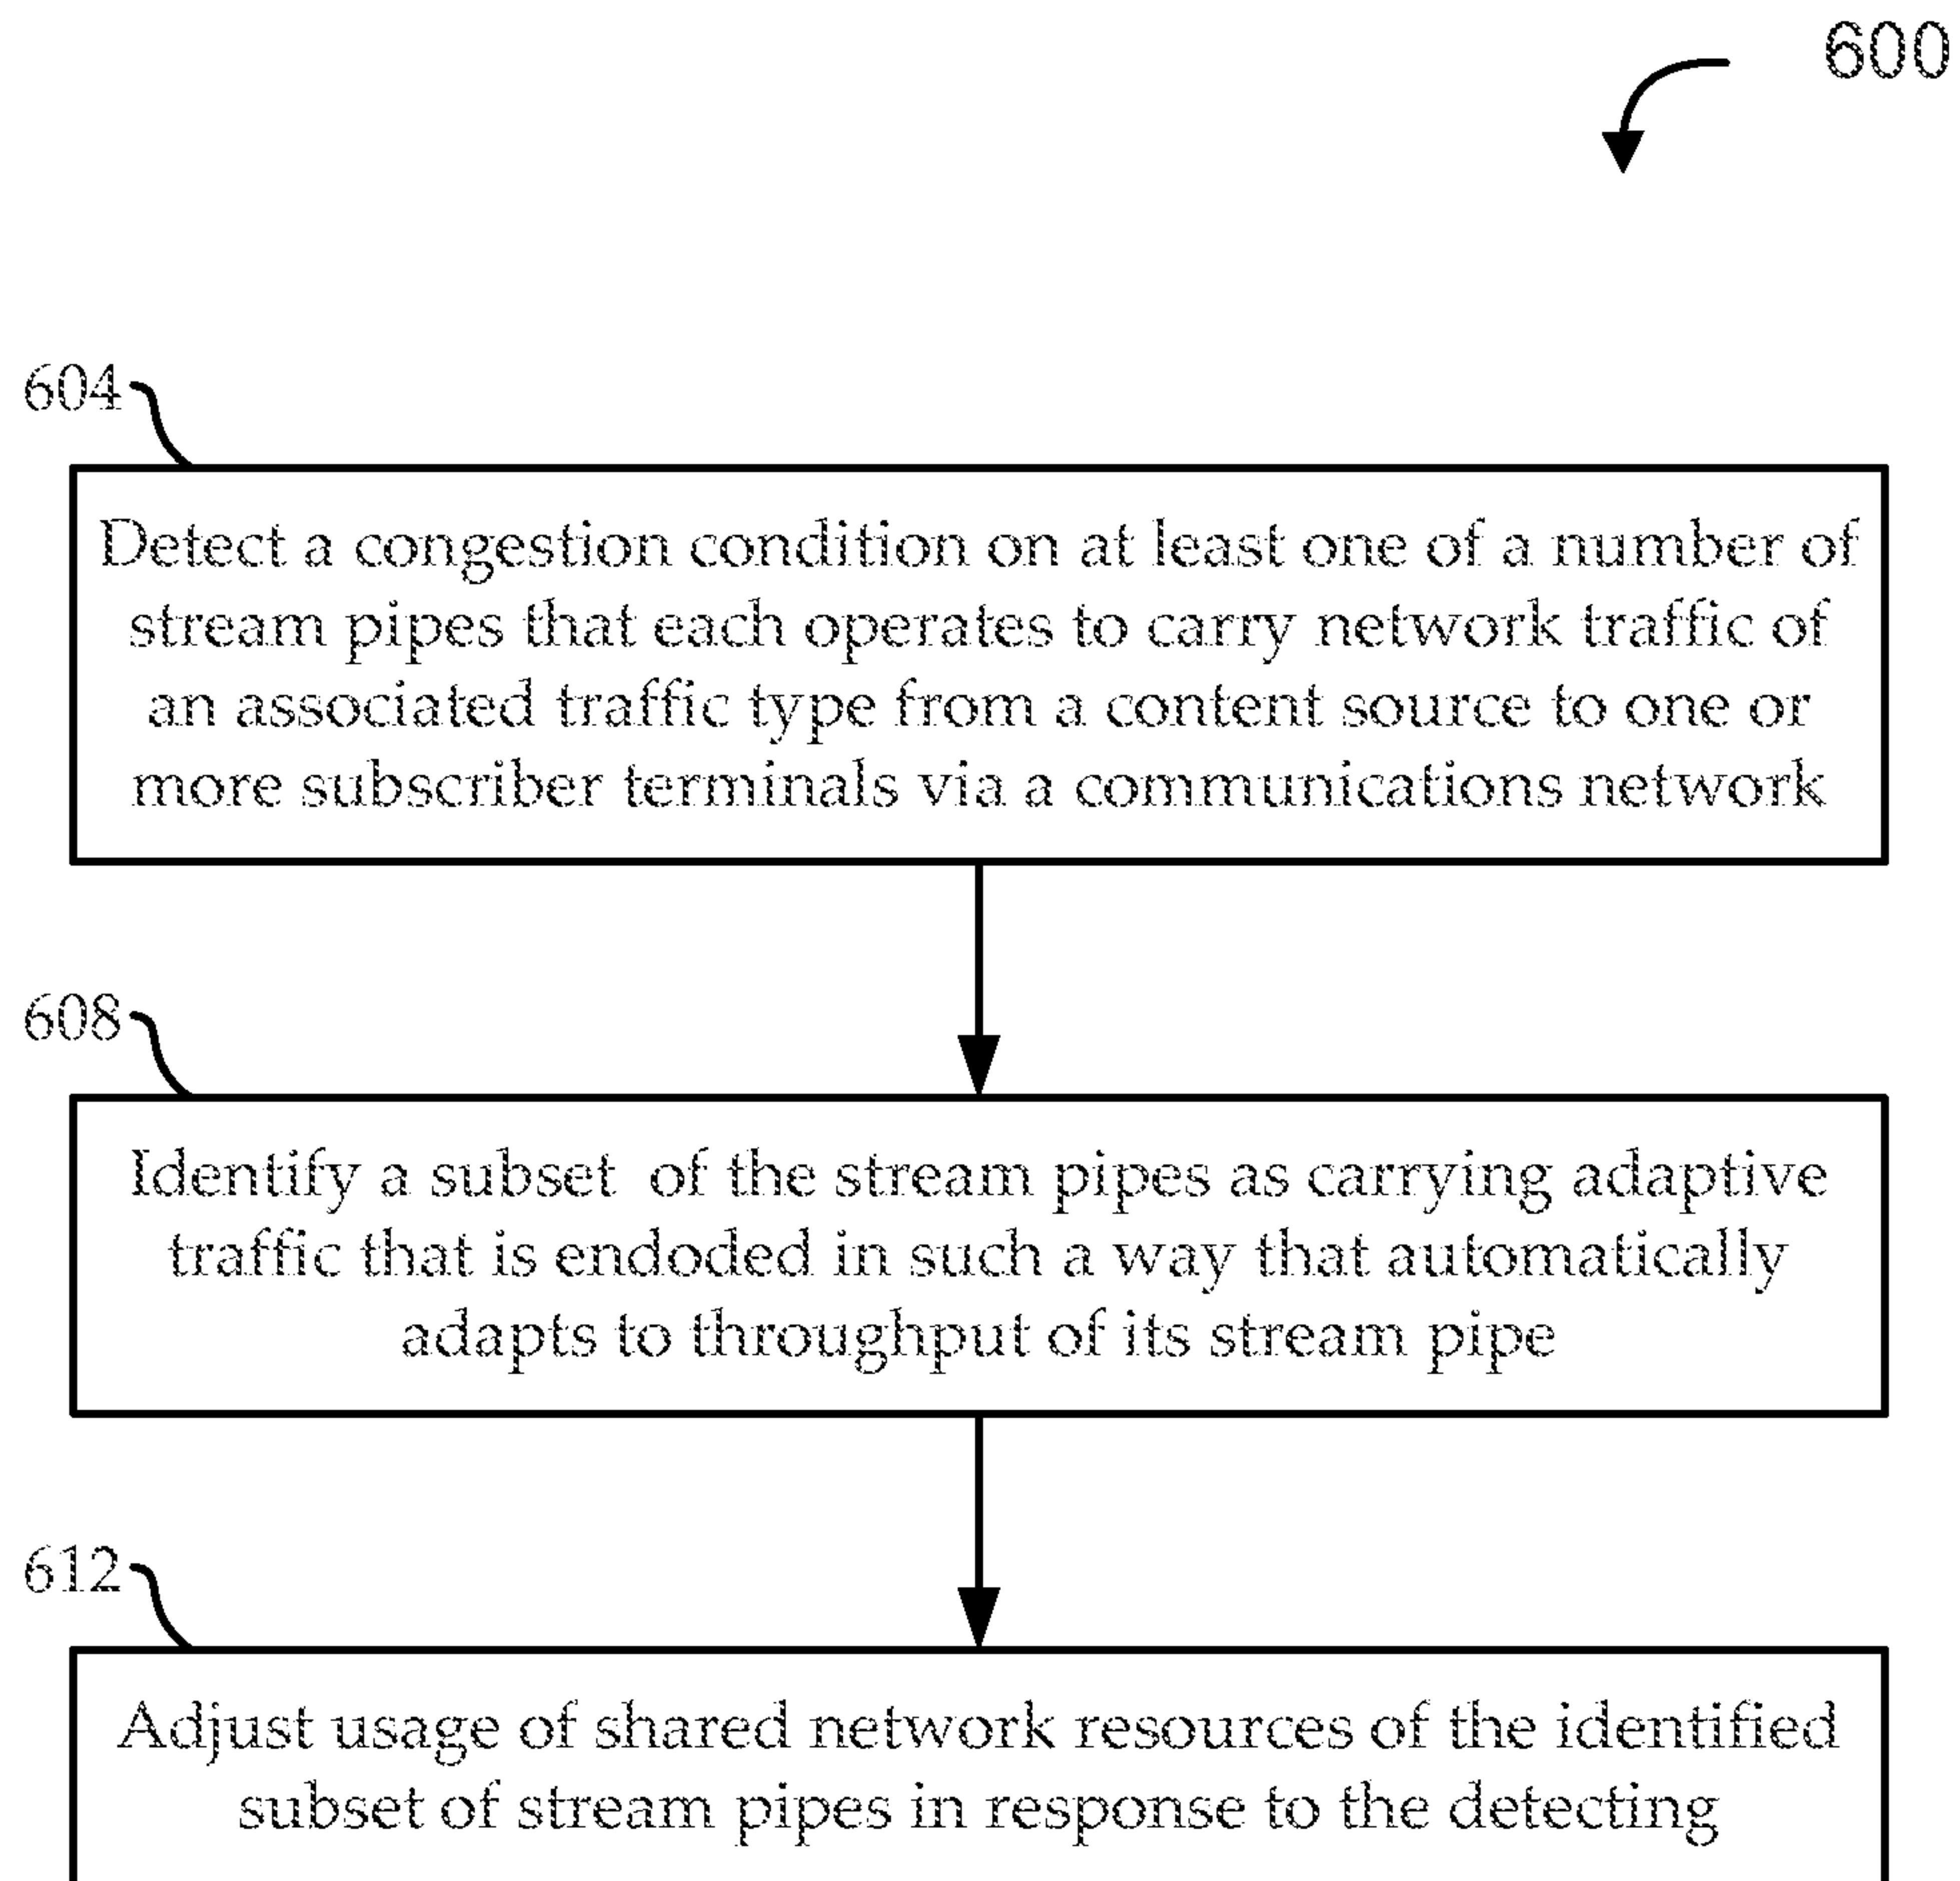 600
604
Detect a congestion condition on at least one of a number of
stream pipes that each operates to carry network traffic of
an associated traffic type from a content source to one or
more subscriber terminals via a communications network
608
Identify a subset of the stream pipes as carrying adaptive
traffic that is endoded in such a way that automatically
adapts to throughput of its stream pipe
612
Adjust usage of shared network resources of the identified
subset of stream pipes in response to the detecting